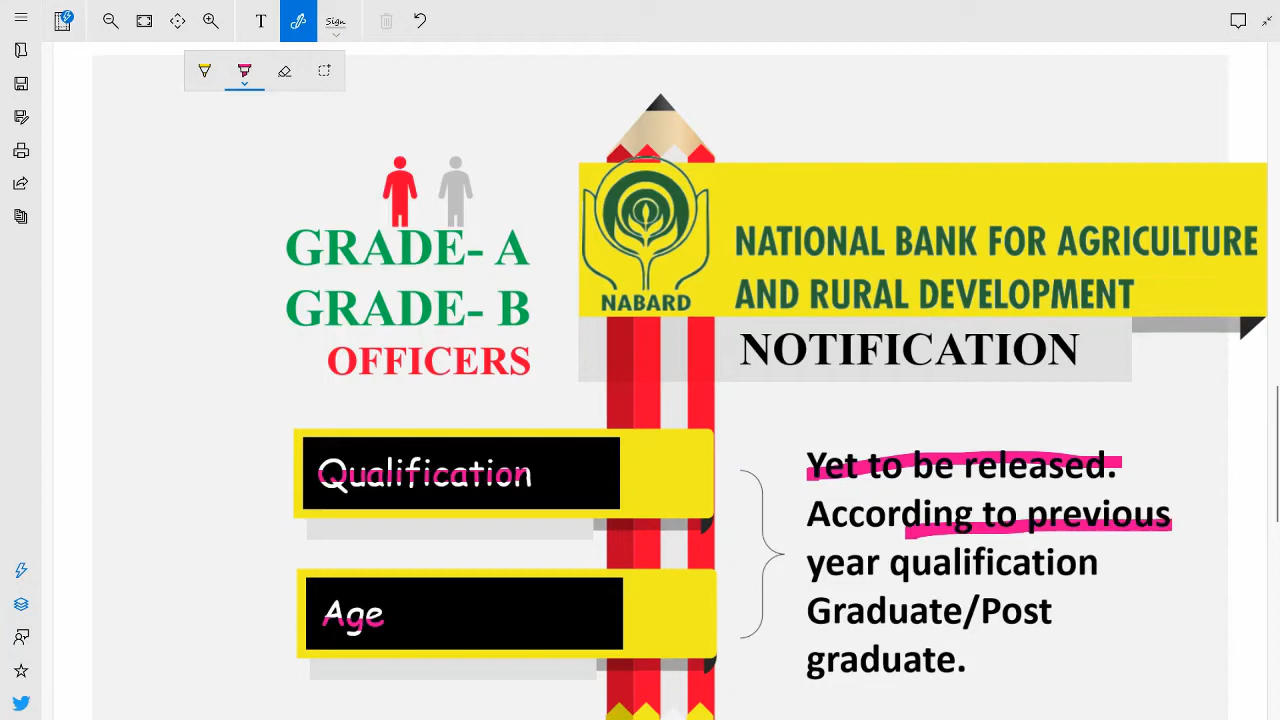 Sign
GRADE- A
GRADE- B
OFFICERS
NABARD
NATIONAL BANK FOR AGRICULTURE
AND RURAL DEVELOPMENT
NOTIFICATION
Qualification
Age
Yet to be released.
According to previous
year qualification
Graduate/Post
graduate.